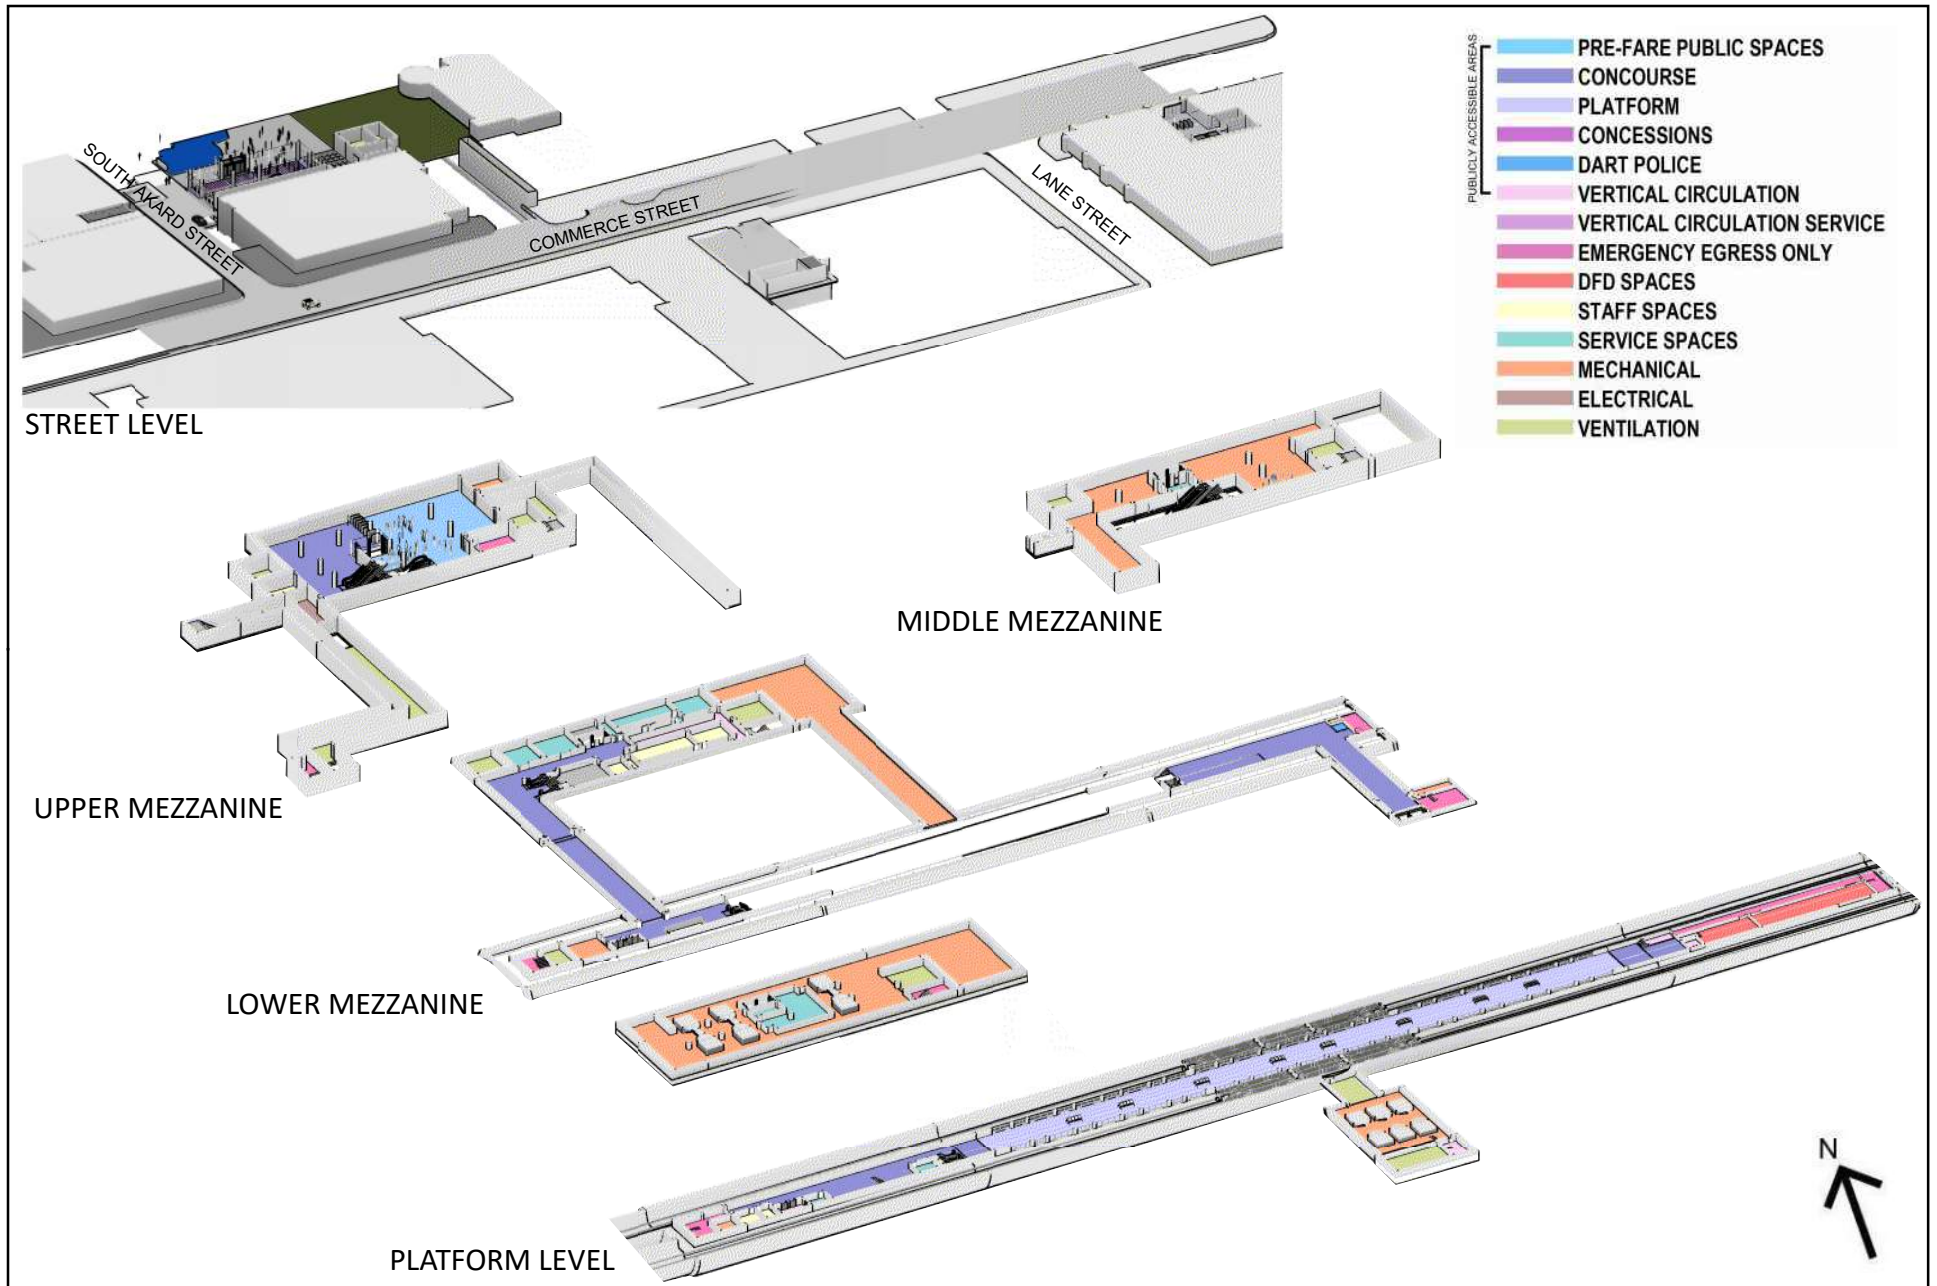 PUBLICLY ACCESSIBLE AREAS
PRE-FARE PUBLIC SPACES
CONCOURSE
PLATFORM
CONCESSIONS
DART POLICE
VERTICAL CIRCULATION
VERTICAL CIRCULATION SERVICE
EMERGENCY EGRESS ONLY
DFD SPACES
STAFF SPACES
SERVICE SPACES
MECHANICAL
ELECTRICAL
VENTILATION
SOUTH AKARD STREET
COMMERCE STREET
LANE STREET
STREET LEVEL
MIDDLE MEZZANINE
UPPER MEZZANINE
LOWER MEZZANINE
PLATFORM LEVEL
N